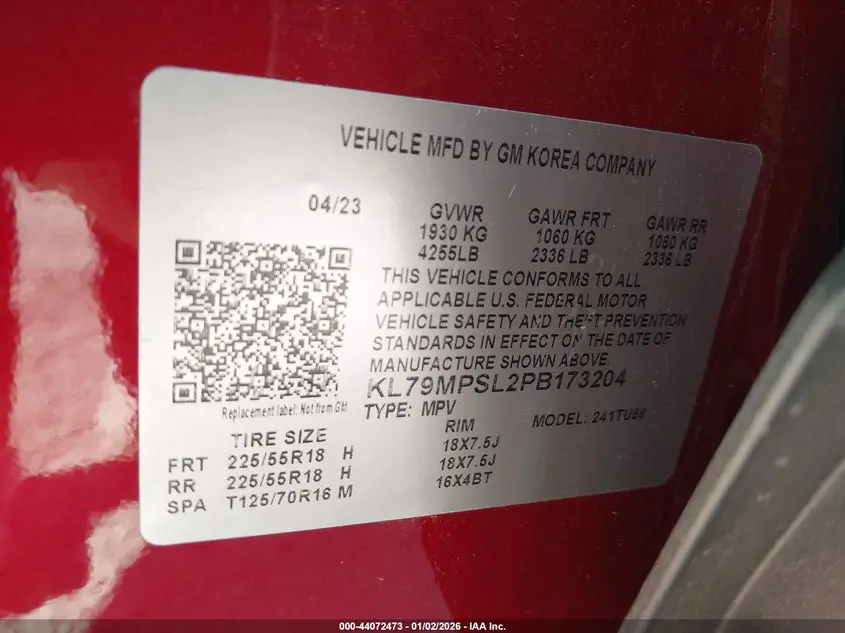 VEHICLE MFD BY GM KOREA COMPANY
04/23
GVWR GAWR FRT GAWR RR
1930 KG 1060 KG 1060 KG
4255LB 2336 LB 2336 LB
THIS VEHICLE CONFORMS TO ALL
APPLICABLE U.S. FEDERAL MOTOR
VEHICLE SAFETY AND THEFT PREVENTION
STANDARDS IN EFFECT ON THE DATE OF
MANUFACTURE SHOWN ABOVE.
KL79MPSL2PB173204
Replacement label: Not from GM
TYPE: MPV MODEL: 241TU56
TIRE SIZE RIM
FRT 225/55R18 H 18X7.5J
RR 225/55R18 H 18X7.5J
SPA T125/70R16 M 16X4BT
000-44072473 - 01/02/2026 - IAA Inc.